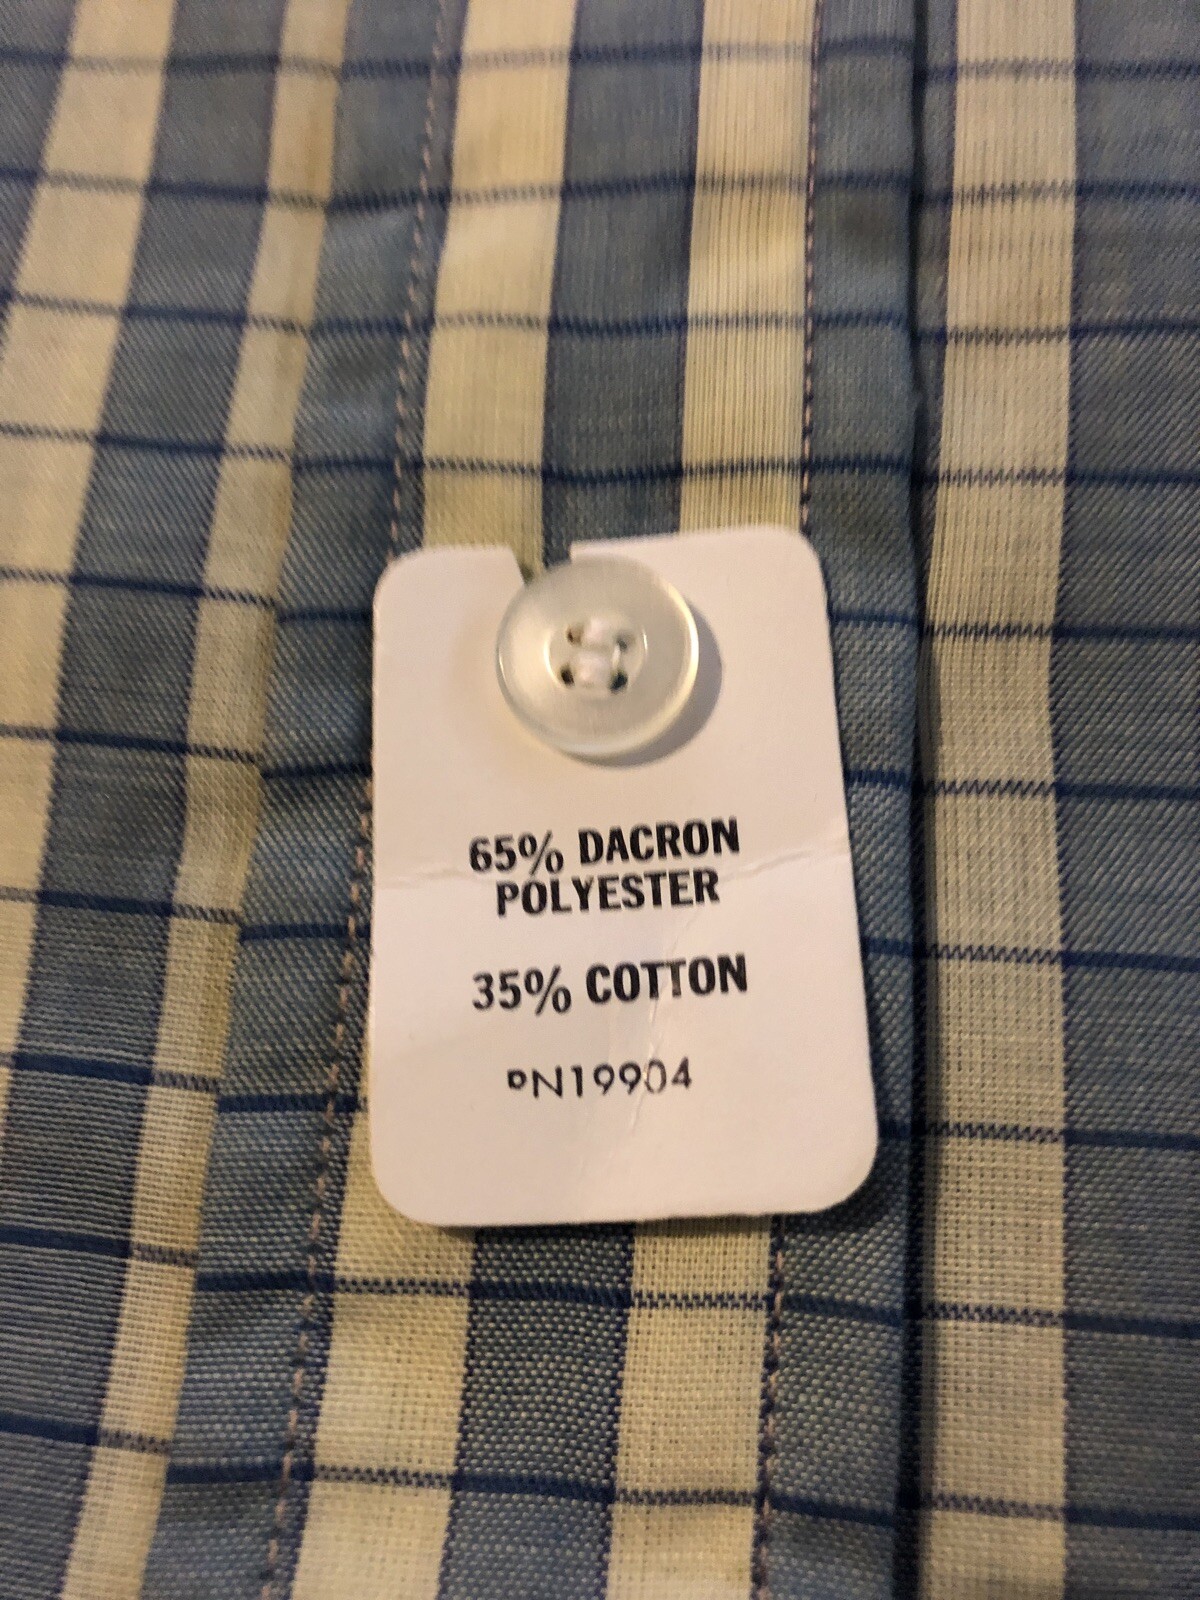 65% DACRON
POLYESTER
35% COTTON
RN19904